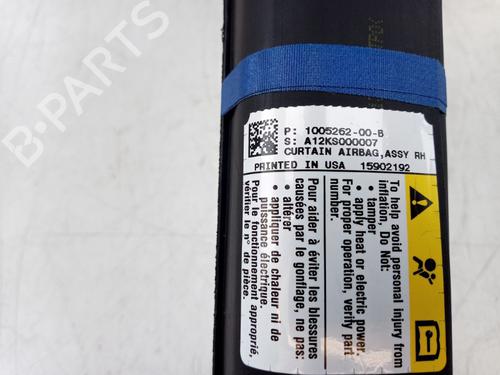 P: 1005262-00-B
S: A12KS000007
CURTAIN AIRBAG,ASSY RH
PRINTED IN USA 15902192
To help avoid personal injury from
inflation, Do Not:
• tamper
• apply heat or electric power.
For proper operation, verify part
number.
Pour aider à éviter les blessures
causées par le gonflage, ne pas:
• altérer
• appliquer de chaleur ni de
puissance électrique.
Pour le fonctionnement approprié,
vérifier le n° de pièce.
B-PARTS